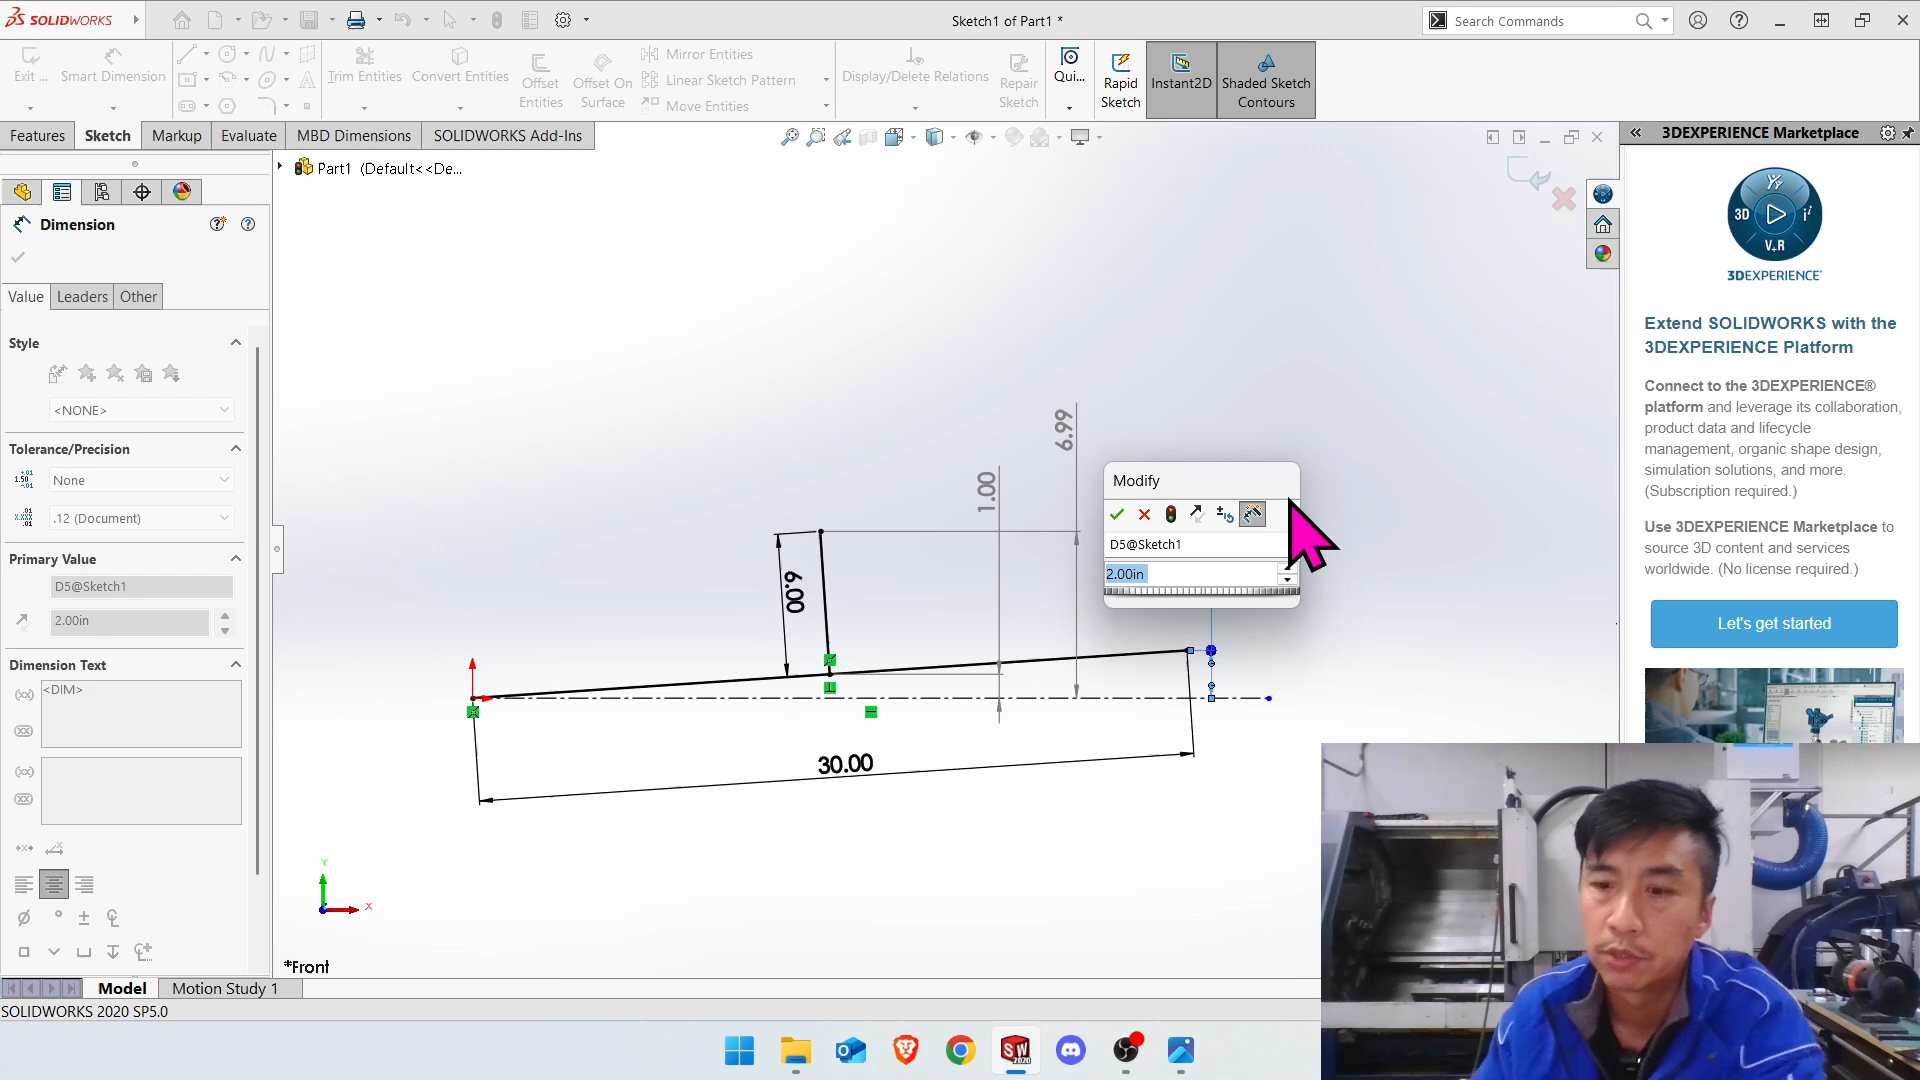 SOLIDWORKS
Sketch1 of Part1 *
Search Commands
Exit ...
Smart Dimension
Trim Entities
Convert Entities
Offset Entities
Offset On Surface
Mirror Entities
Linear Sketch Pattern
Move Entities
Display/Delete Relations
Repair Sketch
Qui...
Rapid Sketch
Instant2D
Shaded Sketch Contours
Features
Sketch
Markup
Evaluate
MBD Dimensions
SOLIDWORKS Add-Ins
3DEXPERIENCE Marketplace
Part1 (Default<<De...
Dimension
Value
Leaders
Other
Style
<NONE>
Tolerance/Precision
None
.12 (Document)
Primary Value
D5@Sketch1
2.00in
Dimension Text
<DIM>
6.99
1.00
6.00
30.00
Modify
D5@Sketch1
2.00in
Y
X
*Front
3D
V+R
3DEXPERIENCE
Extend SOLIDWORKS with the
3DEXPERIENCE Platform
Connect to the 3DEXPERIENCE®
platform and leverage its collaboration,
product data and lifecycle
management, organic shape design,
simulation solutions, and more.
(Subscription required.)
Use 3DEXPERIENCE Marketplace to
source 3D content and services
worldwide. (No license required.)
Let's get started
Model
Motion Study 1
SOLIDWORKS 2020 SP5.0
SW
2020